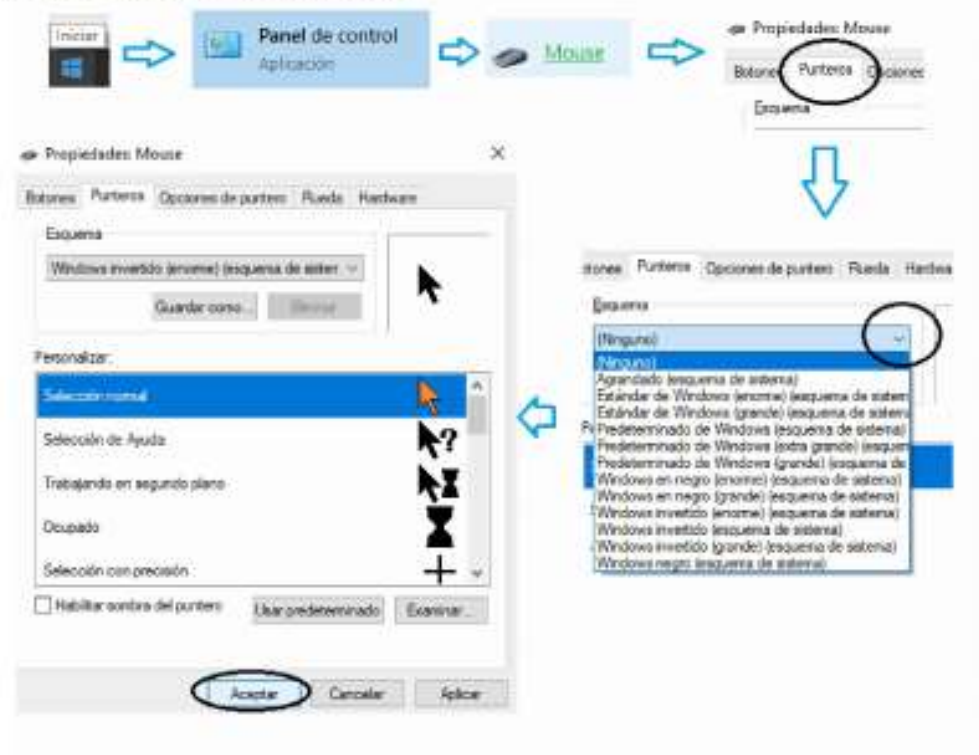 Iniciar
Panel de control
Aplicación
Mouse
Propiedades: Mouse
Botones Punteros Opciones
Esquema
Propiedades: Mouse
Botones Punteros Opciones de puntero Rueda Hardware
Esquema
Windows invertido (enorme) (esquema de sister
Guardar como... Eliminar
Personalizar:
Selección normal
Selección de Ayuda
Trabajando en segundo plano
Ocupado
Selección con precisión
Habilitar sombra del puntero Usar predeterminado Examinar...
Aceptar Cancelar Aplicar
otones Punteros Opciones de puntero Rueda Hardwa
Esquema
(Ninguno)
(Ninguno)
Agrandado (esquema de sistema)
Estándar de Windows (enorme) (esquema de sistem
Estándar de Windows (grande) (esquema de sistem
Predeterminado de Windows (esquema de sistema)
Predeterminado de Windows (extra grande) (esquem
Predeterminado de Windows (grande) (esquema de
Windows en negro (enorme) (esquema de sistema)
Windows en negro (grande) (esquema de sistema)
Windows invertido (enorme) (esquema de sistema)
Windows invertido (esquema de sistema)
Windows invertido (grande) (esquema de sistema)
Windows negro (esquema de sistema)